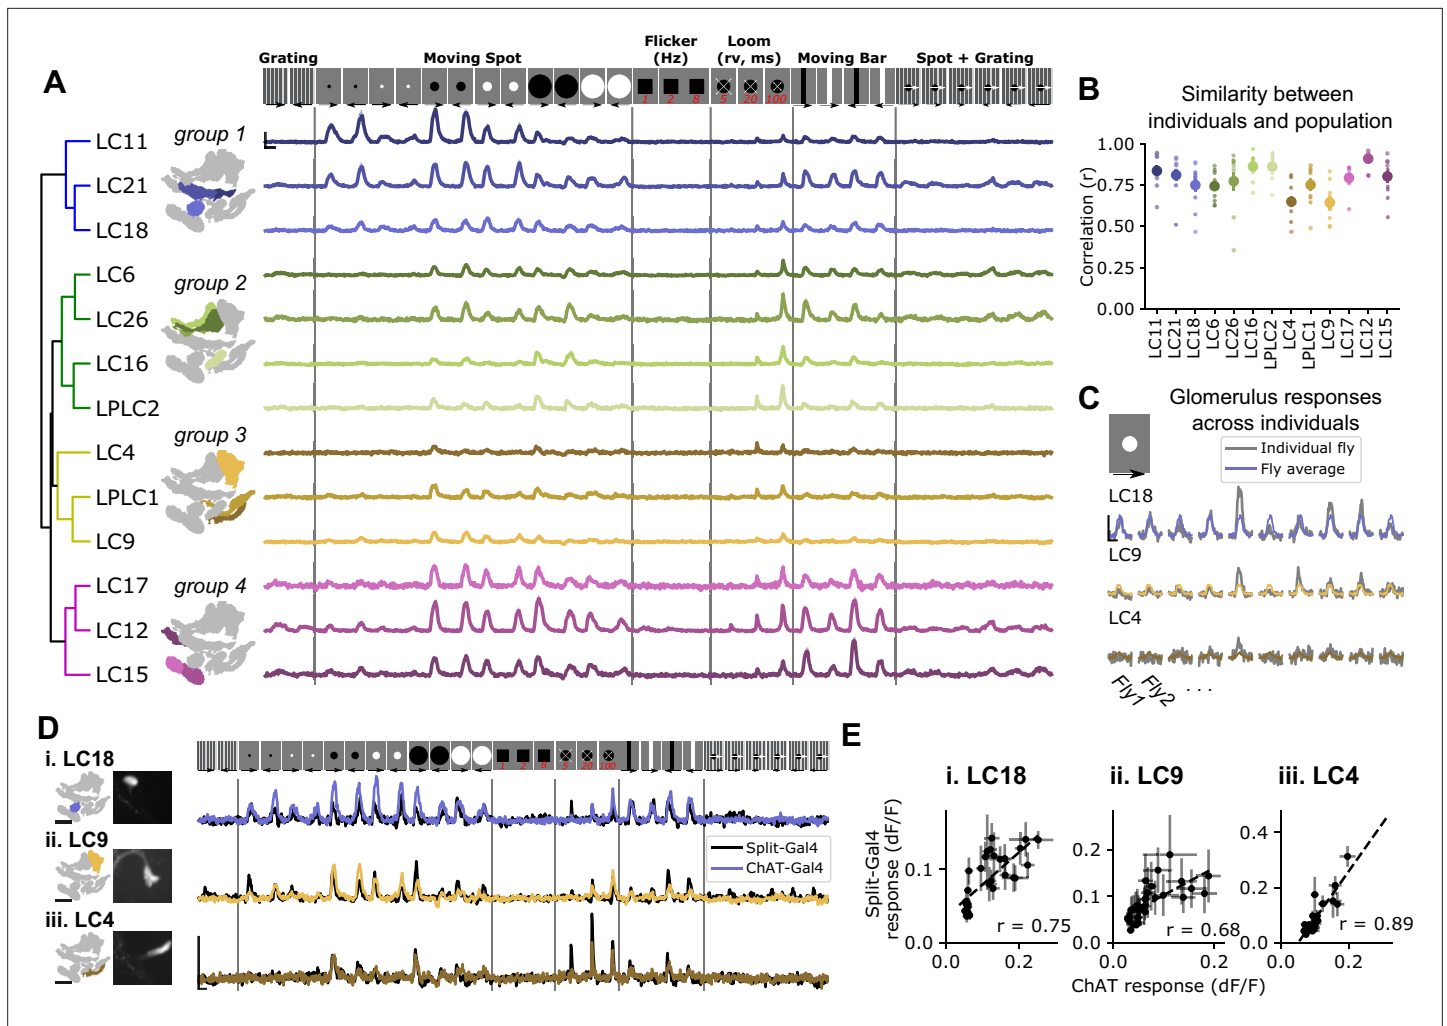 A
Grating
Moving Spot
Flicker (Hz)
Loom (rv, ms)
Moving Bar
Spot + Grating
1 2 8 5 20 100
LC11
group 1
LC21
LC18
LC6
group 2
LC26
LC16
LPLC2
group 3
LC4
LPLC1
LC9
LC17
group 4
LC12
LC15
B
Similarity between
individuals and population
Correlation (r)
1.00
0.75
0.50
0.25
0.00
LC11 LC21 LC18 LC6 LC26 LC16 LPLC2 LC4 LPLC1 LC9 LC17 LC12 LC15
C
Glomerulus responses
across individuals
Individual fly
Fly average
LC18
LC9
LC4
Fly1 Fly2 . . .
D
i. LC18
ii. LC9
iii. LC4
1 2 8 5 20 100
Split-Gal4
ChAT-Gal4
E
i. LC18
ii. LC9
iii. LC4
Split-Gal4
response (dF/F)
0.1
0.0
0.0 0.2
r = 0.75
0.2
0.1
0.0
0.0 0.1 0.2
r = 0.68
0.4
0.2
0.0
0.0 0.2
r = 0.89
ChAT response (dF/F)